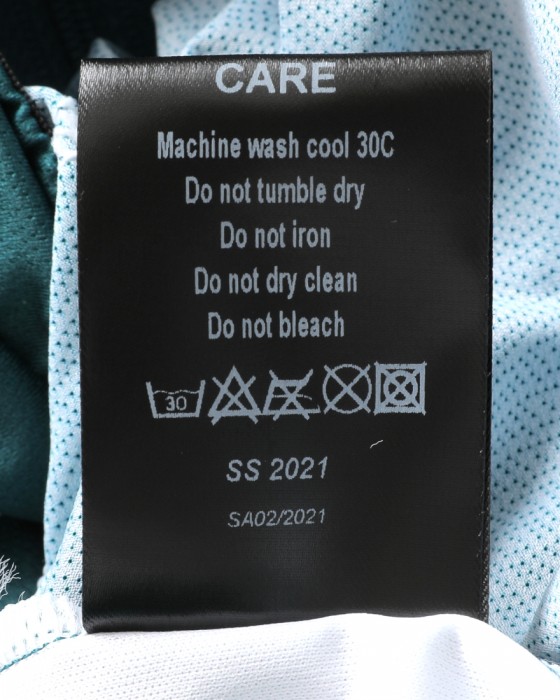 CARE
Machine wash cool 30C
Do not tumble dry
Do not iron
Do not dry clean
Do not bleach
30
SS 2021
SA02/2021